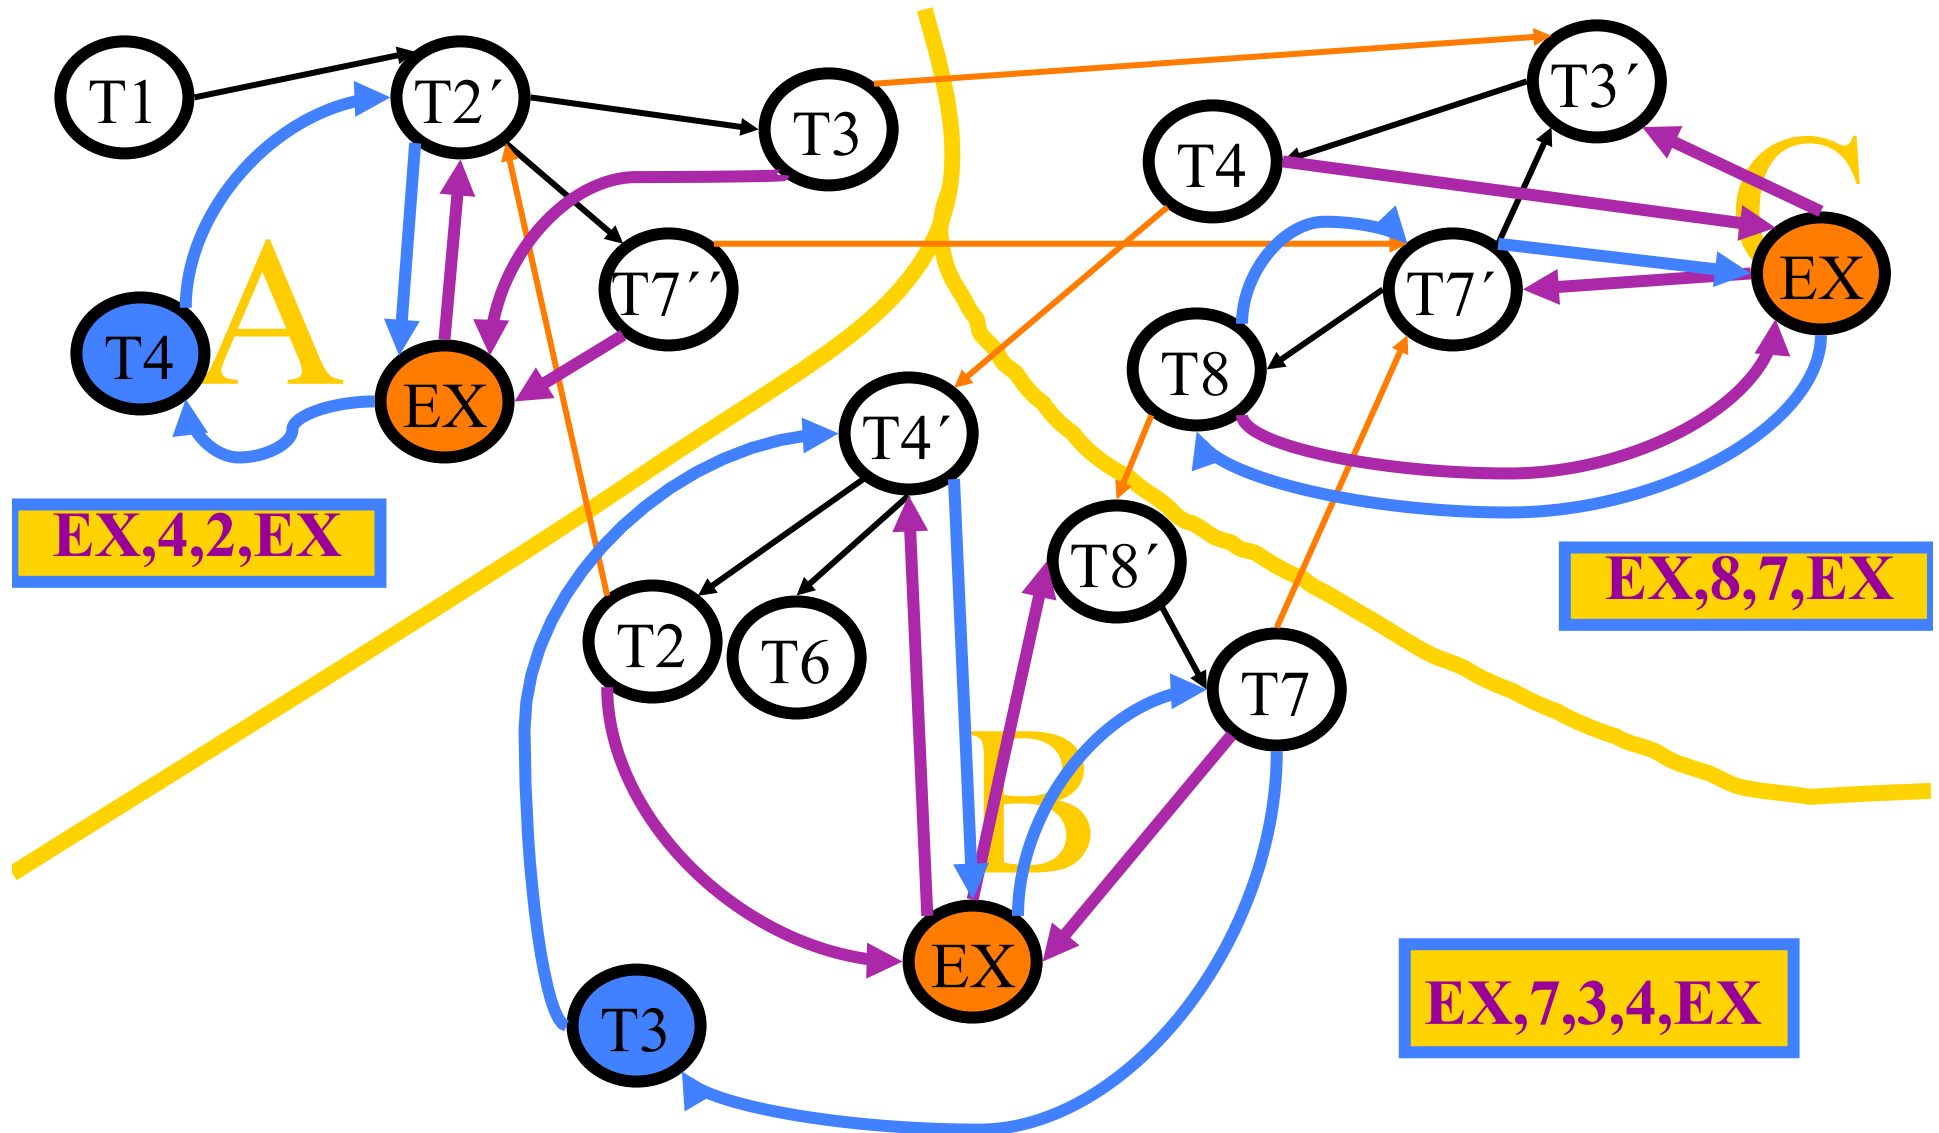 T1
T2´
T3
T7´´
A
T4
EX
EX,4,2,EX
T3´
T4
C
EX
T7´
T8
EX,8,7,EX
T4´
T8´
T2
T6
T7
B
EX
T3
EX,7,3,4,EX